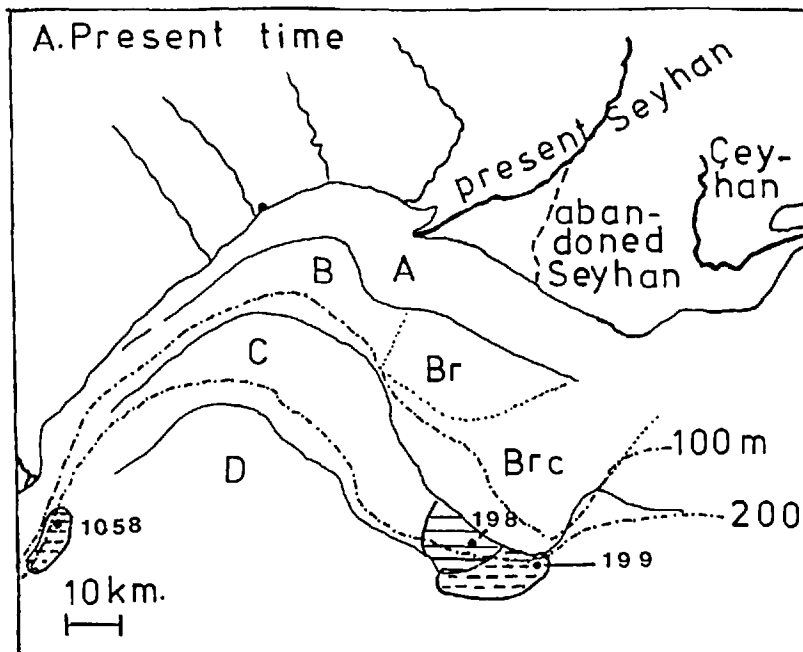 A. Present time
present Seyhan
Çey-
han
aban-
doned
Seyhan
B
A
C
Br
D
Brc
100 m
200
1058
198
199
10 km.